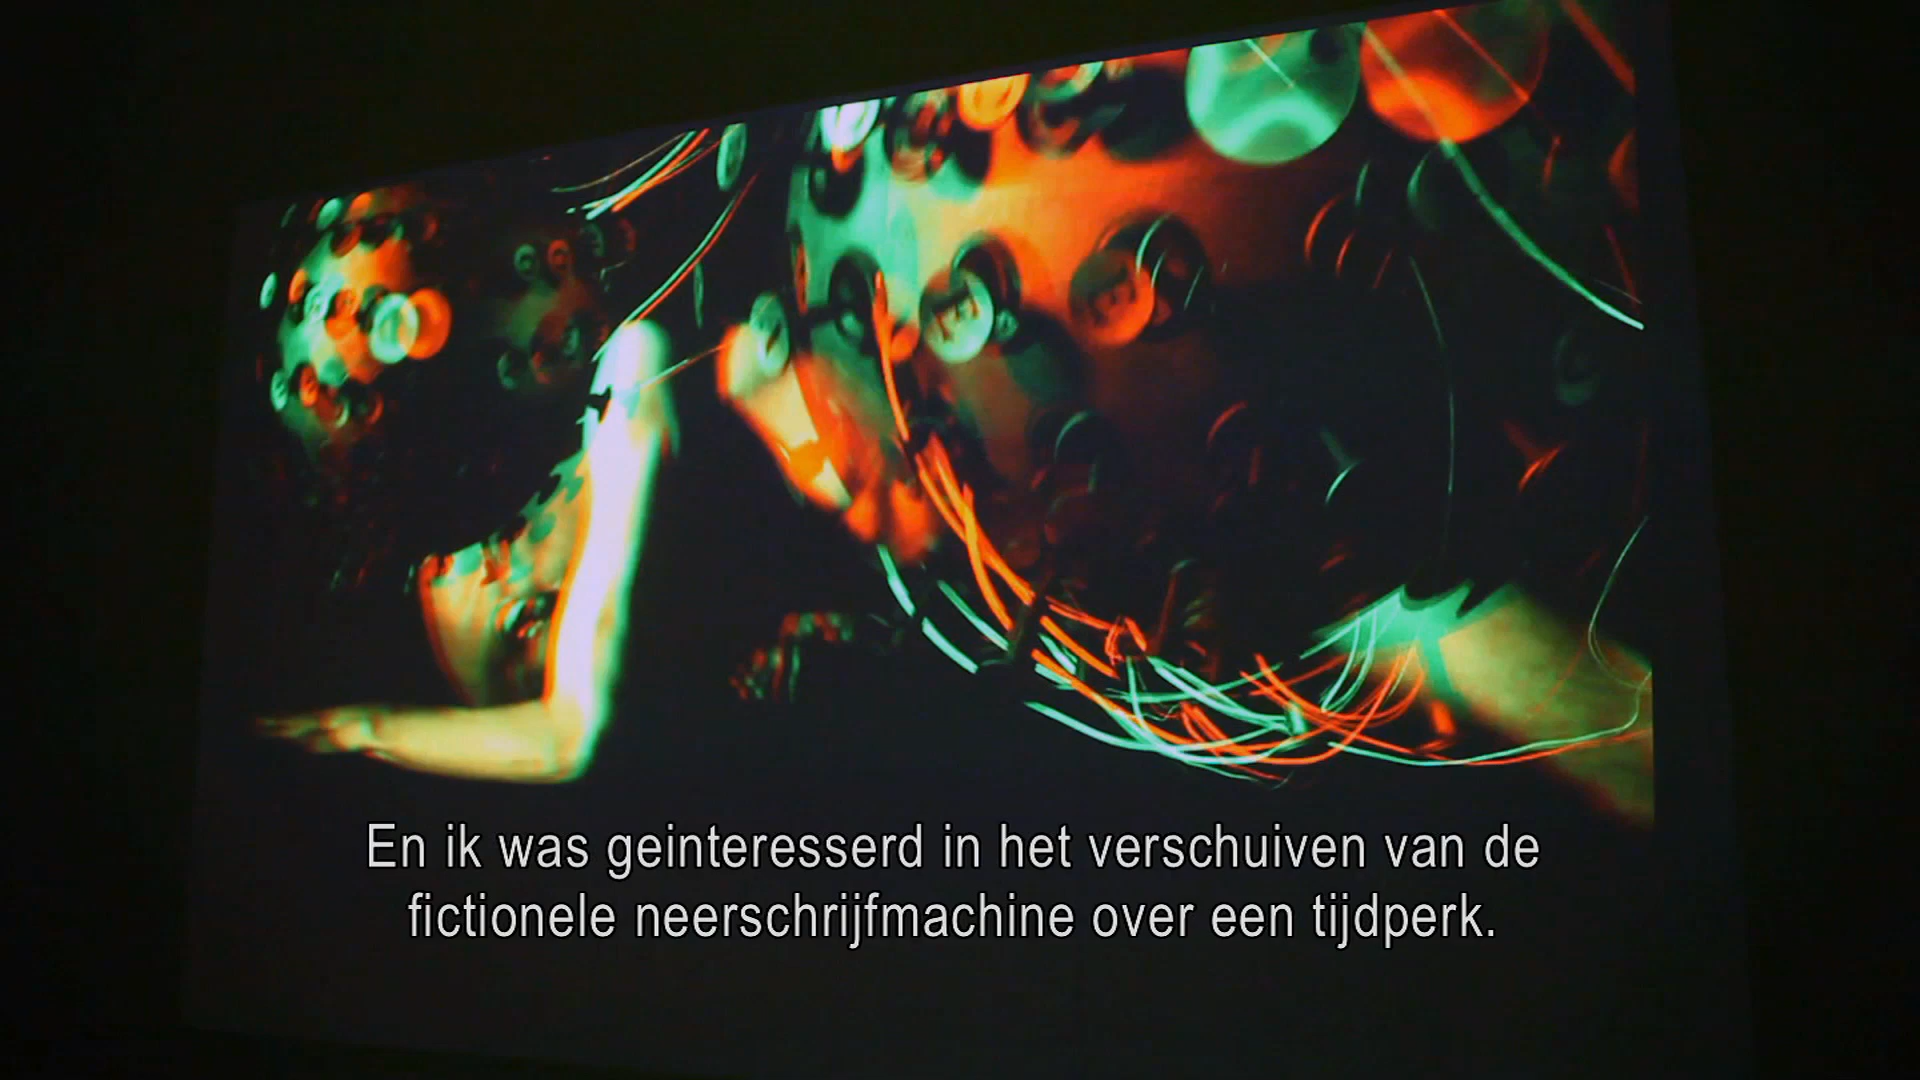 En ik was geinteresserd in het verschuiven van de
fictionele neerschrijfmachine over een tijdperk.